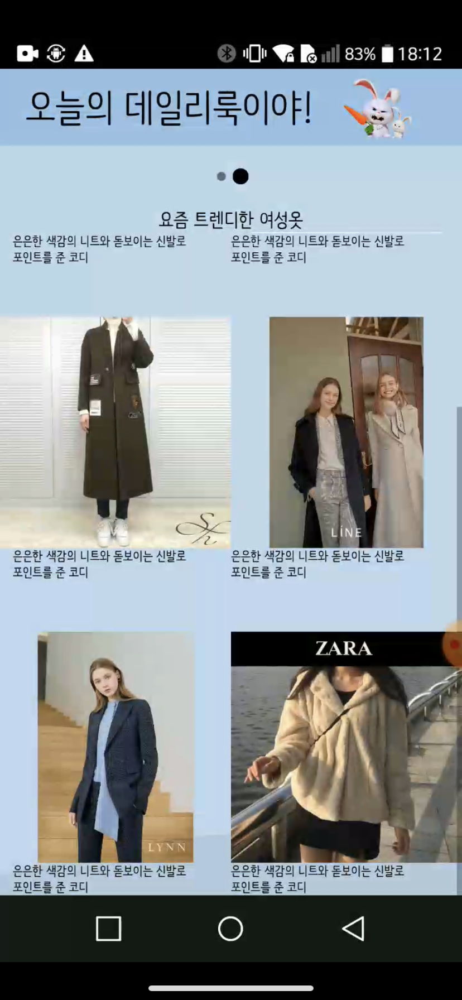 83% 18:12
오늘의 데일리룩이야!
요즘 트렌디한 여성옷
은은한 색감의 니트와 돋보이는 신발로
포인트를 준 코디
은은한 색감의 니트와 돋보이는 신발로
포인트를 준 코디
LÍNE
은은한 색감의 니트와 돋보이는 신발로
포인트를 준 코디
은은한 색감의 니트와 돋보이는 신발로
포인트를 준 코디
LYNN
ZARA
은은한 색감의 니트와 돋보이는 신발로
포인트를 준 코디
은은한 색감의 니트와 돋보이는 신발로
포인트를 준 코디